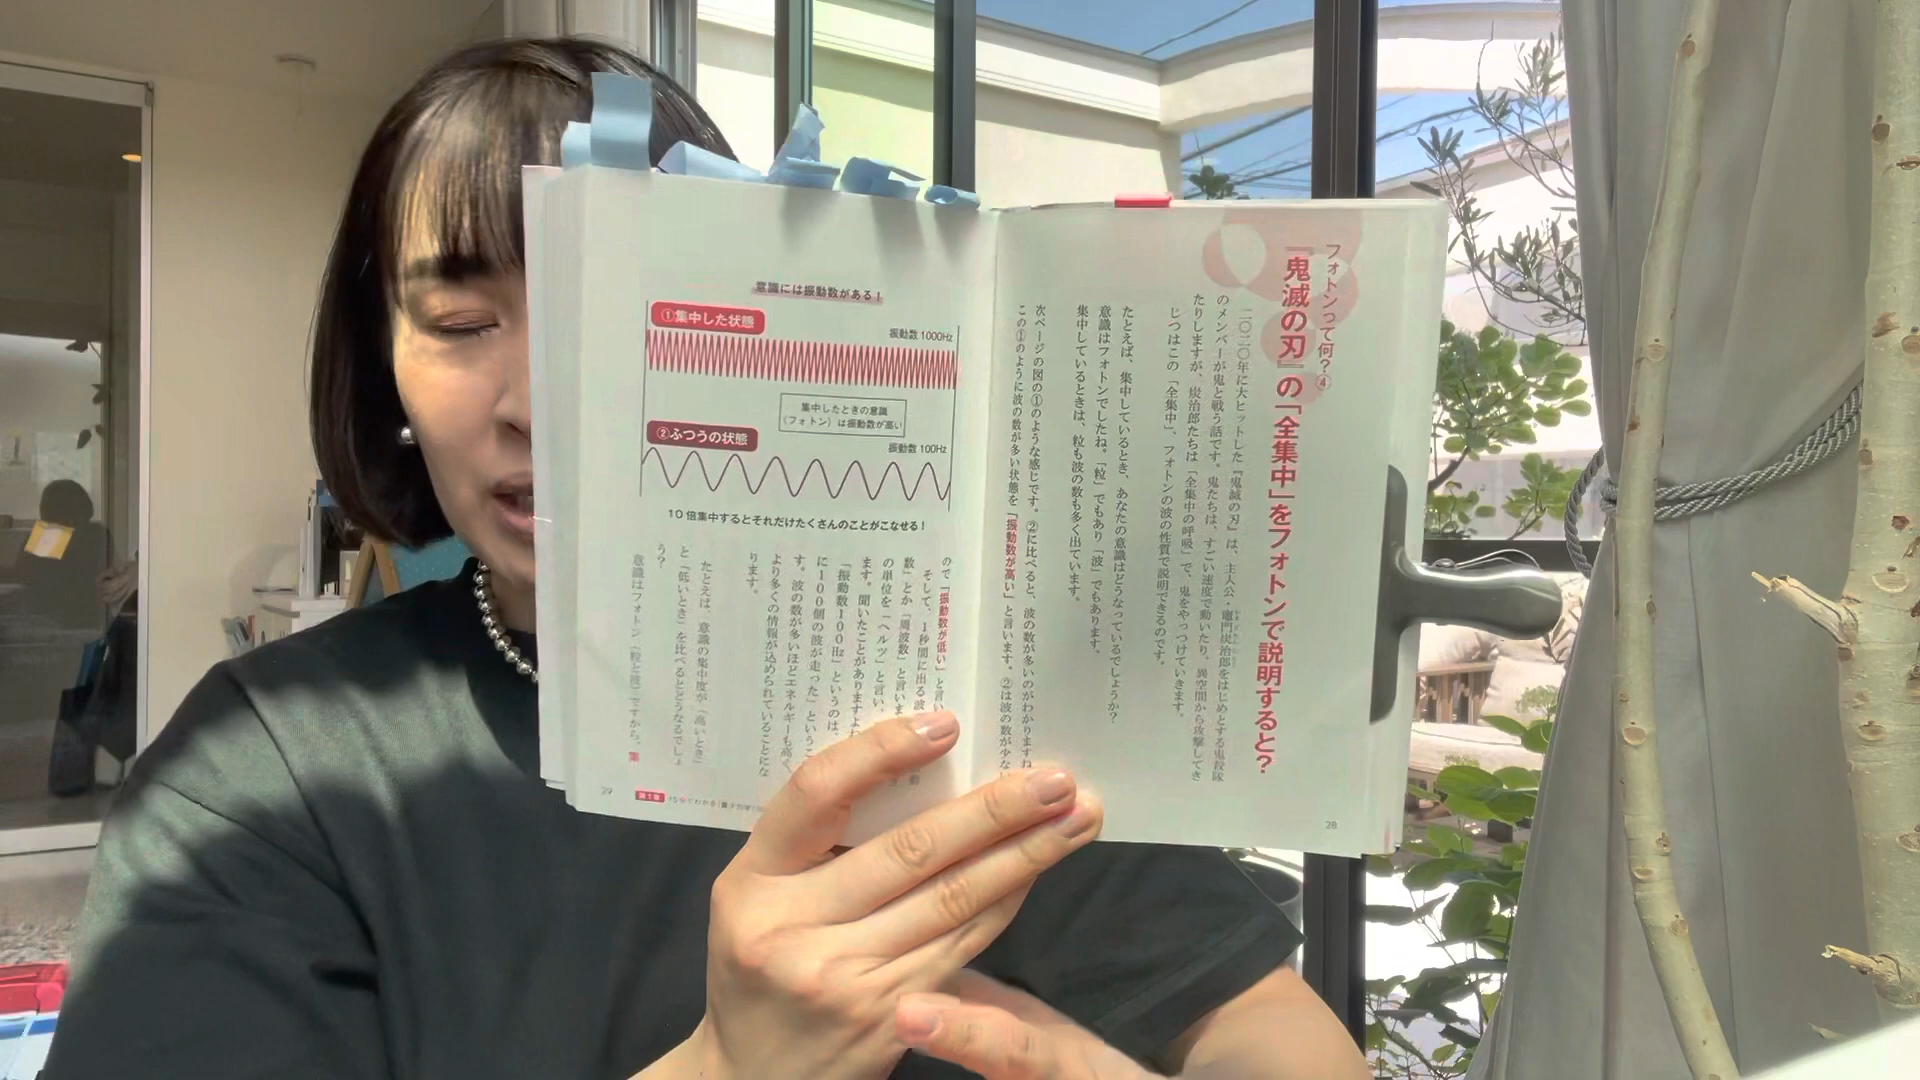 フォトンって何？④
『鬼滅の刃』の「全集中」をフォトンで説明すると？
二〇二〇年に大ヒットした『鬼滅の刃』は、主人公・竈門炭治郎をはじめとする鬼殺隊
のメンバーが鬼と戦う話です。鬼たちは、すごい速度で動いたり、異空間から攻撃してき
たりしますが、炭治郎たちは「全集中の呼吸」で、鬼をやっつけていきます。
じつはこの「全集中」、フォトンの波の性質で説明できるのです。
たとえば、集中しているとき、あなたの意識はどうなっているでしょうか？
意識はフォトンでしたね。「粒」でもあり「波」でもあります。
集中しているときは、粒も波の数も多く出ています。
次ページの図の①のような感じです。②に比べると、波の数が多いのがわかりますね
この①のように波の数が多い状態を「振動数が高い」と言います。②は波の数が少ない
28
意識には振動数がある！
①集中した状態
振動数 1000Hz
集中したときの意識
（フォトン）は振動数が高い
②ふつうの状態
振動数 100Hz
10倍集中するとそれだけたくさんのことがこなせる！
ので「振動数が低い」と言い
そして、1秒間に出る波
数」とか「周波数」と言いま
の単位を「ヘルツ」と言い、
ます。聞いたことがありますよ
「振動数100Hz」というのは、
に100個の波が走った」というこ
す。波の数が多いほどエネルギーも高く、
より多くの情報が込められていることにな
ります。
たとえば、意識の集中度が「高いとき」
と「低いとき」を比べるとどうなるでしょ
う？
意識はフォトン（粒と波）ですから、集
39
第1章